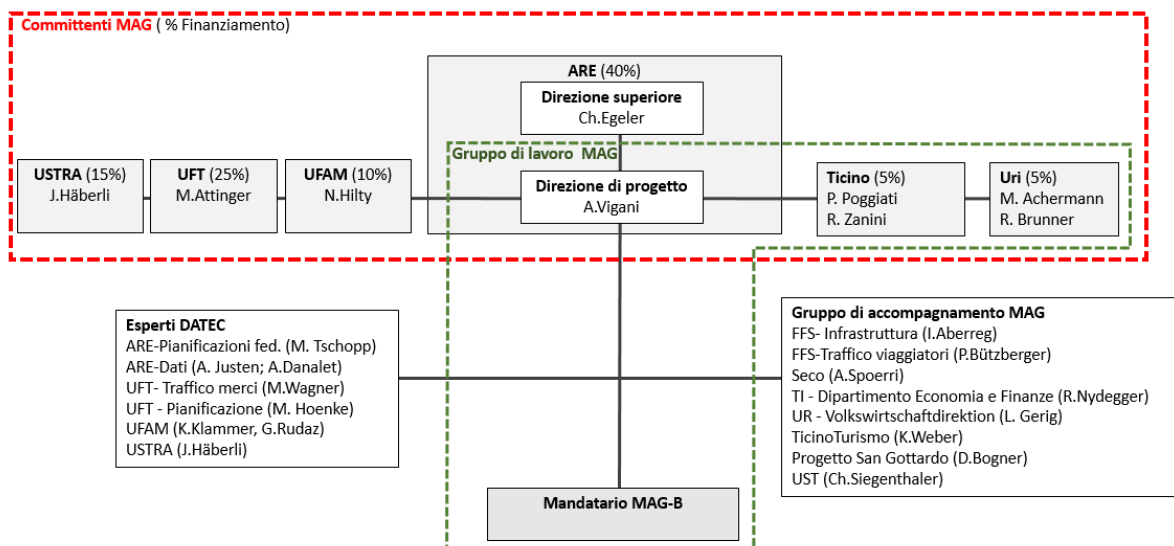 Committenti MAG ( % Finanziamento)
ARE (40%)
Direzione superiore
Ch.Egeler
Gruppo di lavoro  MAG
USTRA (15%)
J.Häberli
UFT (25%)
M.Attinger
UFAM (10%)
N.Hilty
Direzione di progetto
A.Vigani
Ticino (5%)
P. Poggiati
R. Zanini
Uri (5%)
M. Achermann
R. Brunner
Esperti DATEC
ARE-Pianificazioni fed. (M. Tschopp)
ARE-Dati (A. Justen; A.Danalet)
UFT- Traffico merci (M.Wagner)
UFT - Pianificazione (M. Hoenke)
UFAM (K.Klammer, G.Rudaz)
USTRA (J.Häberli)
Gruppo di accompagnamento MAG
FFS- Infrastruttura (I.Aberreg)
FFS-Traffico viaggiatori (P.Bützberger)
Seco (A.Spoerri)
TI - Dipartimento Economia e Finanze (R.Nydegger)
UR - Volkswirtschaftdirektion (L. Gerig)
TicinoTurismo (K.Weber)
Progetto San Gottardo (D.Bogner)
UST (Ch.Siegenthaler)
Mandatario MAG-B